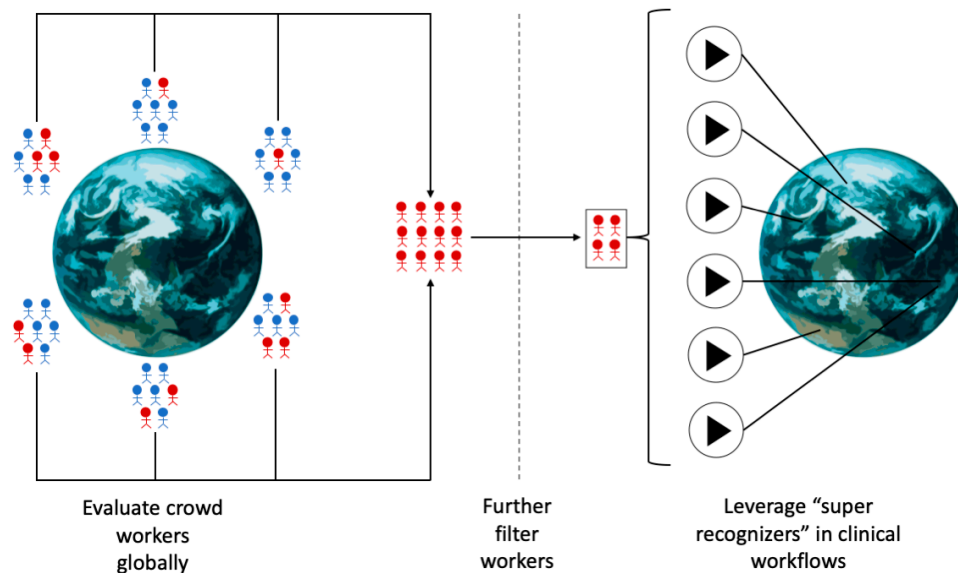 Evaluate crowd
workers
globally
Further
filter
workers
Leverage “super
recognizers” in clinical
workflows